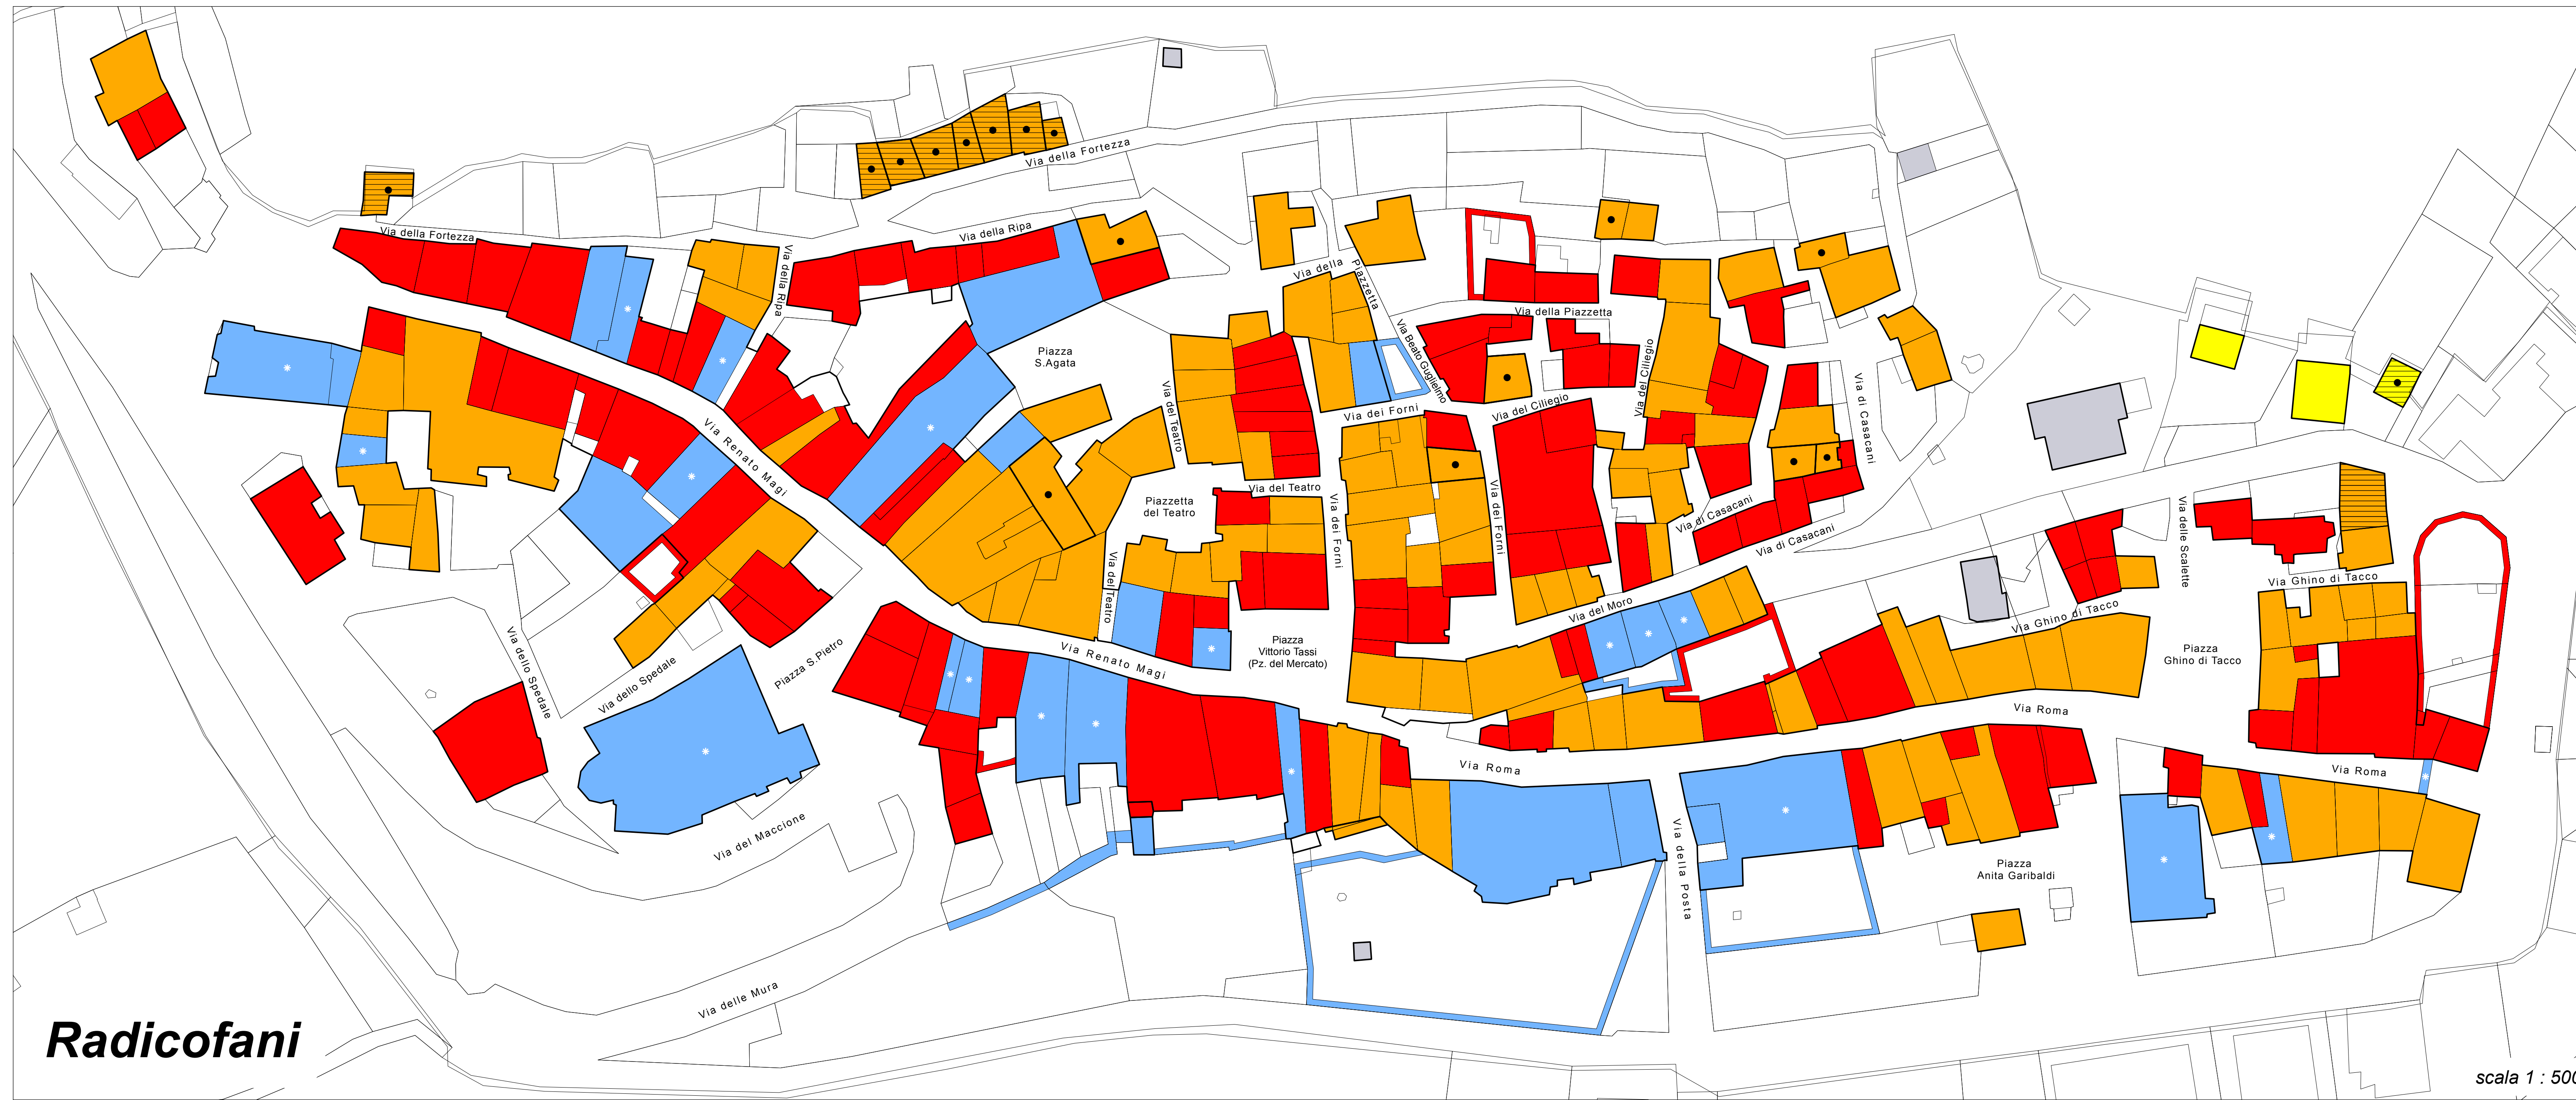 Via della Fortezza
Via della Fortezza
Via della Ripa
Via della Ripa
Via della
Piazzetta
Via della Piazzetta
Via Beato Guglielmo
Piazza
S.Agata
Via del Teatro
Via dei Forni
Via del Ciliegio
Via del Ciliegio
Via di Casacani
Via Renato Magi
Piazzetta
del Teatro
Via del Teatro
Via dei Forni
Via dei Forni
Via di Casacani
Via di Casacani
Via delle Scalette
Via Ghino di Tacco
Via del Teatro
Via del Moro
Via Ghino di Tacco
Via dello Spedale
Via dello Spedale
Piazza S.Pietro
Via Renato Magi
Piazza
Vittorio Tassi
(Pz. del Mercato)
Piazza
Ghino di Tacco
Via Roma
Via Roma
Via Roma
Via del Maccione
Via della Posta
Piazza
Anita Garibaldi
Via delle Mura
Radicofani
scala 1 : 500